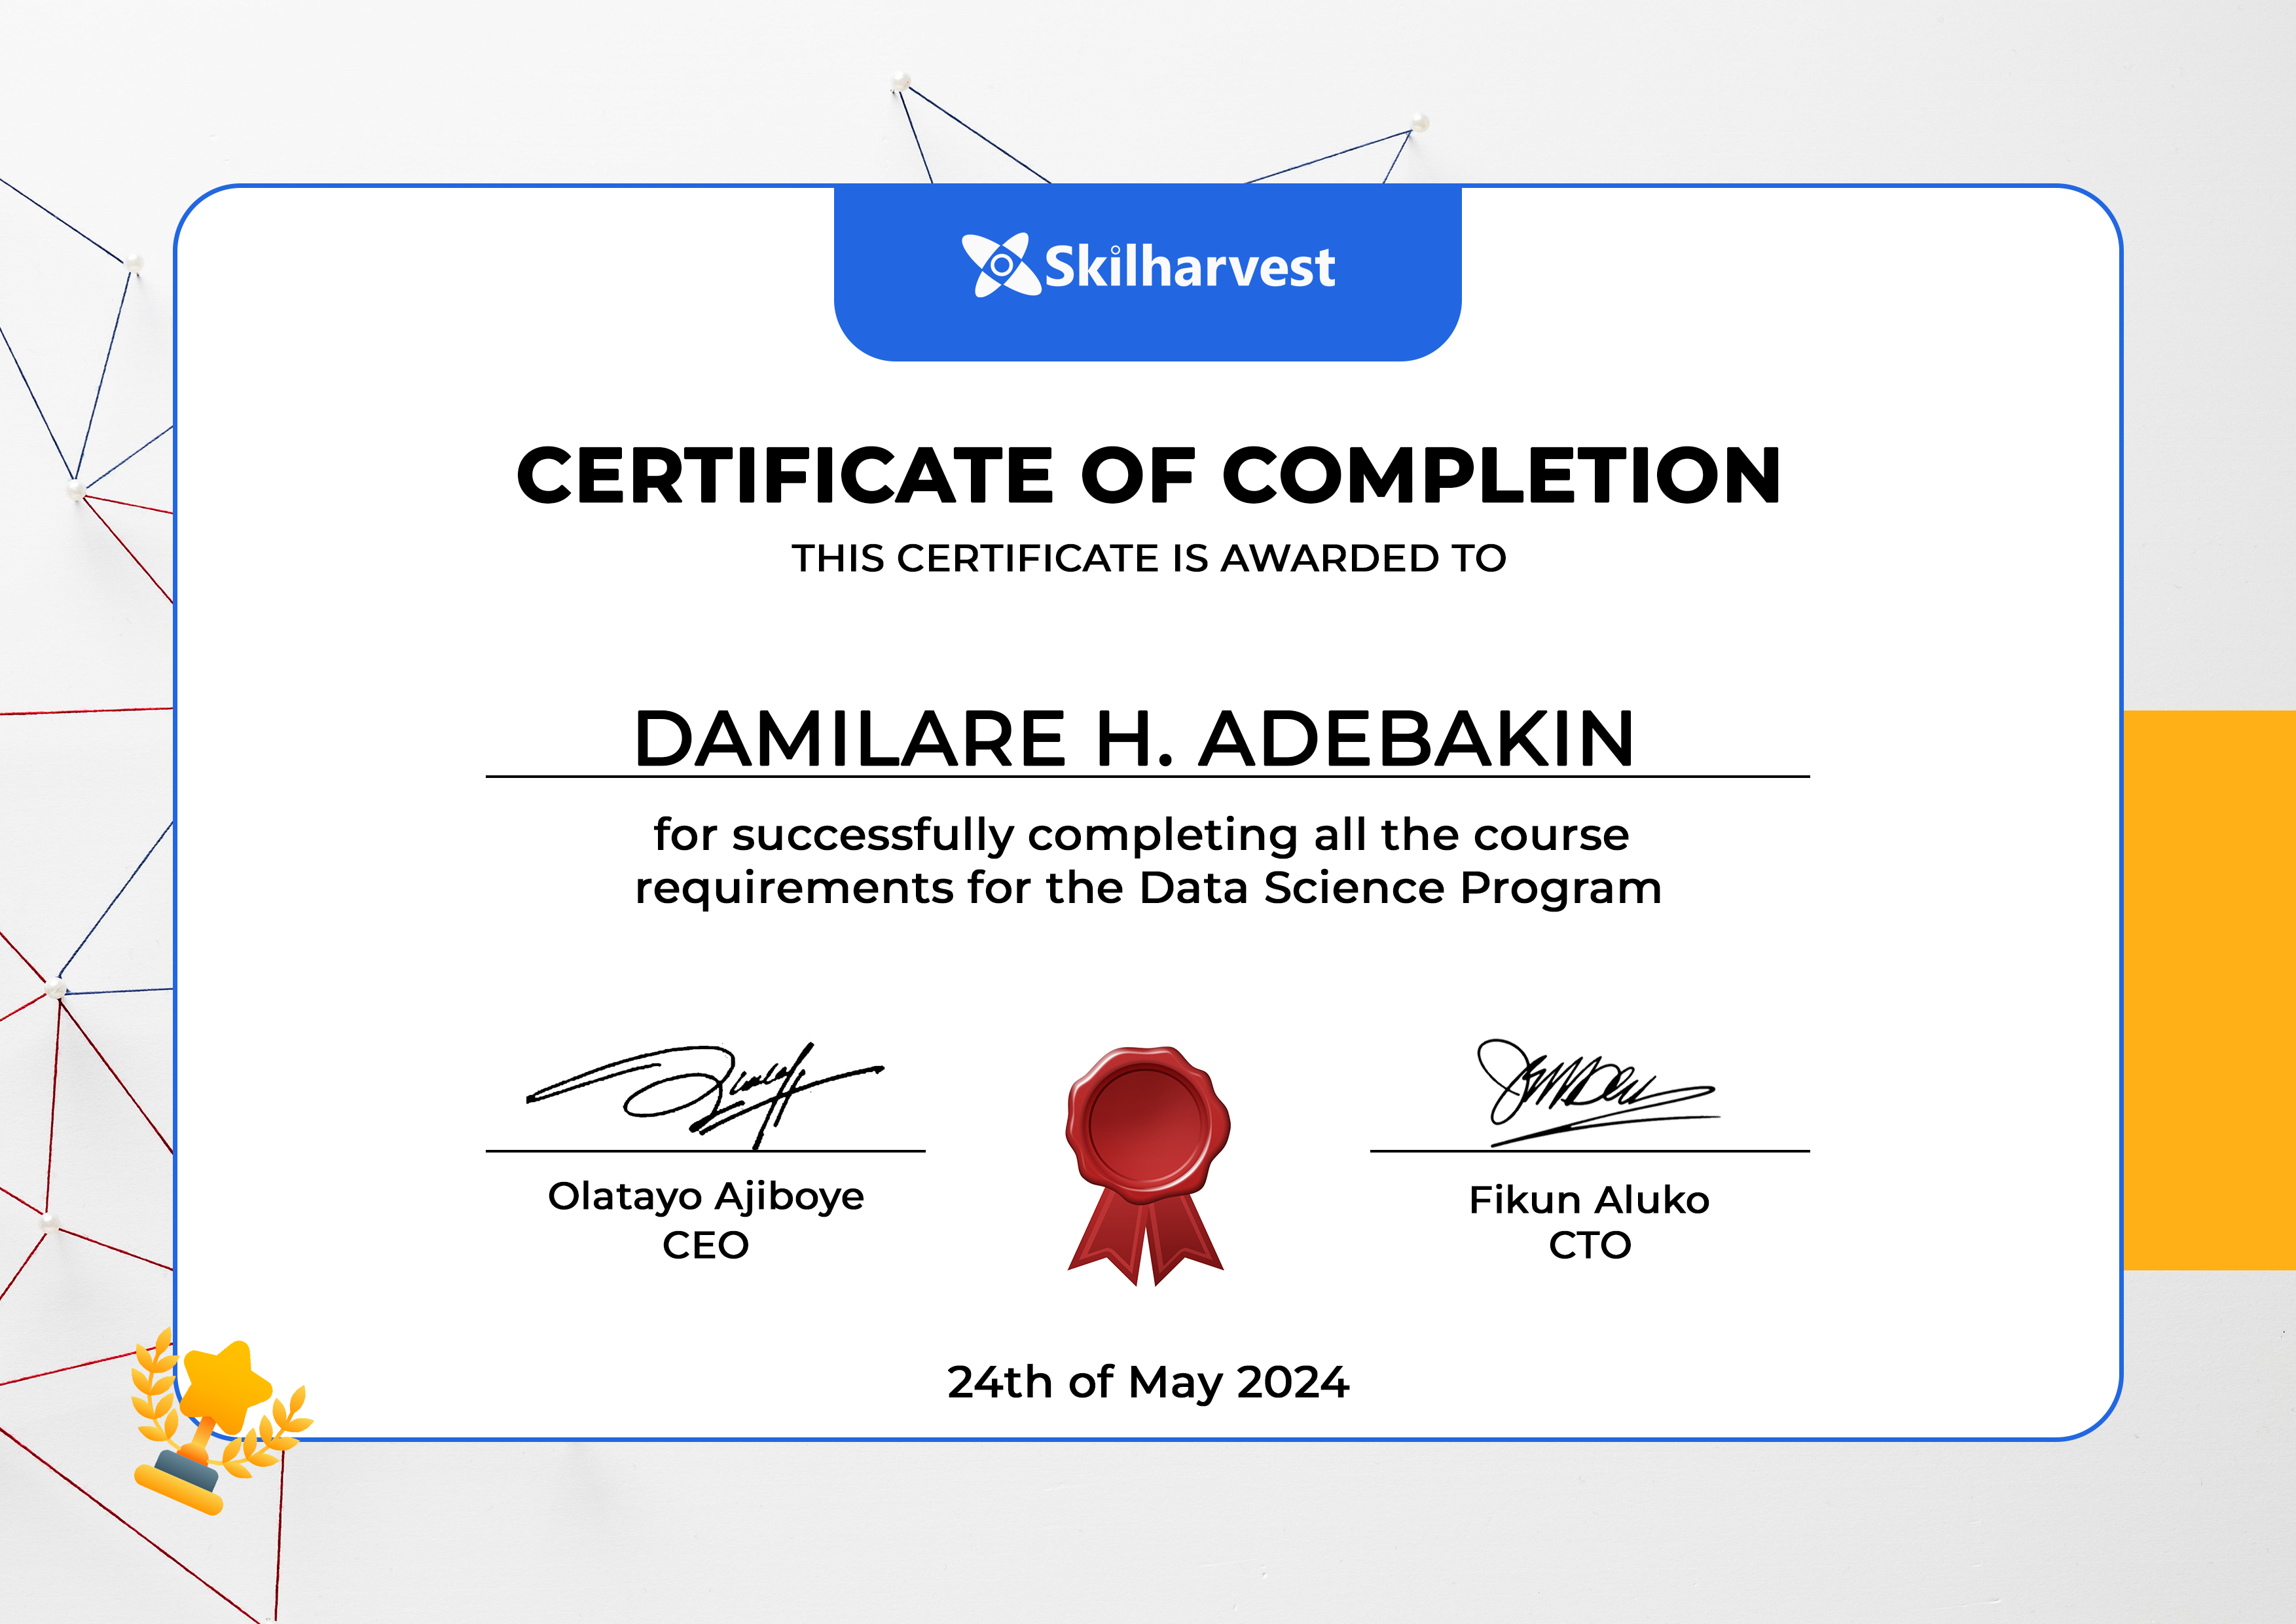 Skilharvest
CERTIFICATE OF COMPLETION
THIS CERTIFICATE IS AWARDED TO
DAMILARE H. ADEBAKIN
for successfully completing all the course
requirements for the Data Science Program
Olatayo Ajiboye
CEO
Fikun Aluko
CTO
24th of May 2024